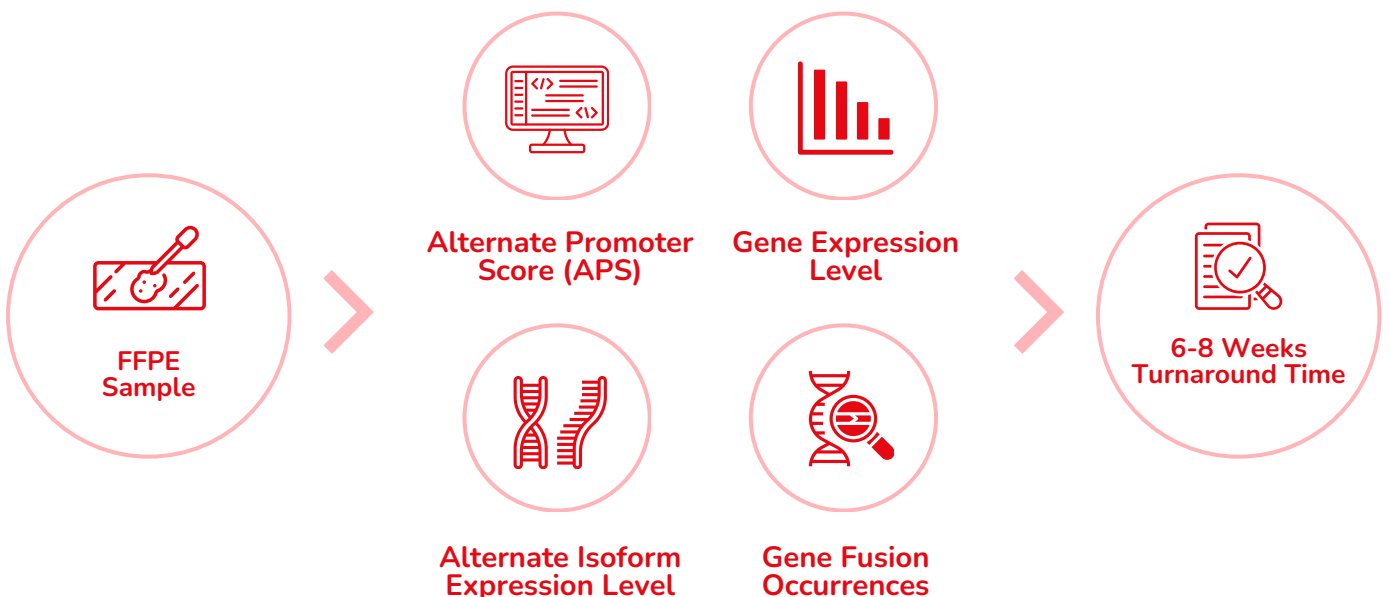 FFPE
Sample
</>
</>
Alternate Promoter
Score (APS)
Gene Expression
Level
Alternate Isoform
Expression Level
Gene Fusion
Occurrences
6-8 Weeks
Turnaround Time